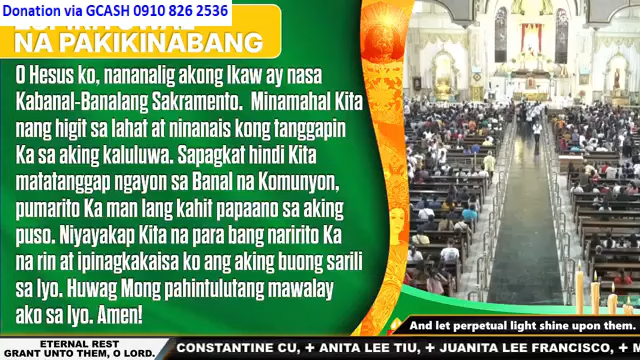 Donation via GCASH 0910 826 2536
NA PAKIKINABANG
O Hesus ko, nananalig akong Ikaw ay nasa
Kabanal-Banalang Sakramento. Minamahal Kita
nang higit sa lahat at ninanais kong tanggapin
Ka sa aking kaluluwa. Sapagkat hindi Kita
matatanggap ngayon sa Banal na Komunyon,
pumarito Ka man lang kahit papaano sa aking
puso. Niyayakap Kita na para bang naririto Ka
na rin at ipinagkakaisa ko ang aking buong sarili
sa Iyo. Huwag Mong pahintulutang mawalay
ako sa Iyo. Amen!
And let perpetual light shine upon them.
ETERNAL REST
GRANT UNTO THEM, O LORD.
CONSTANTINE CU, + ANITA LEE TIU, + JUANITA LEE FRANCISCO, + M